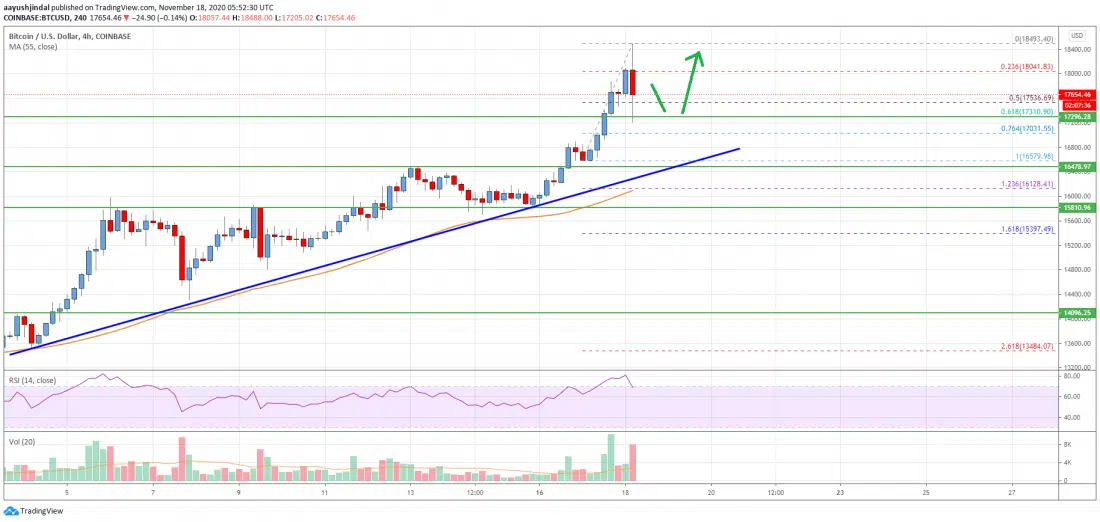 aayushjindal published on TradingView.com, November 18, 2020 05:52:30 UTC
COINBASE:BTCUSD, 240 17654.46 ▼ −24.90 (−0.14%) O:18057.44 H:18488.00 L:17205.02 C:17654.46
Bitcoin / U.S. Dollar, 4h, COINBASE
MA (55, close)
USD
0(18493.40)
18400.00
0.236(18041.83)
18000.00
17654.46
02:07:36
0.5(17536.69)
0.618(17310.90)
17296.28
17200.00
0.764(17031.55)
16800.00
1(16579.98)
16478.97
1.236(16128.41)
16000.00
15810.96
1.618(15397.49)
15200.00
14800.00
14400.00
14096.25
14000.00
13600.00
2.618(13484.07)
13200.00
RSI (14, close)
80.00
60.00
40.00
Vol (20)
8K
4K
0
5 7 9 11 13 12:00 16 18 20 12:00 23 25 27
TradingView